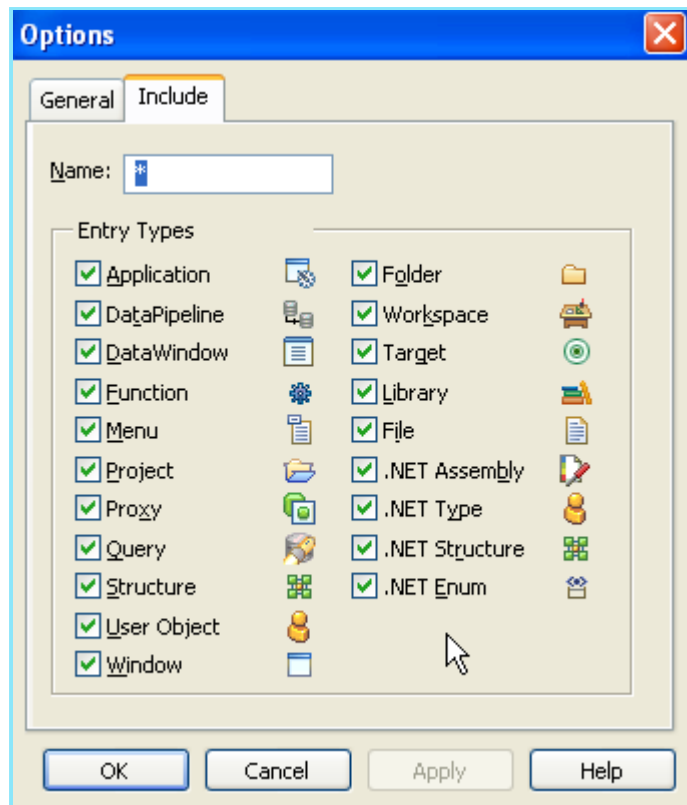 Options
General
Include
Name: *
Entry Types
Application
DataPipeline
DataWindow
Function
Menu
Project
Proxy
Query
Structure
User Object
Window
Folder
Workspace
Target
Library
File
.NET Assembly
.NET Type
.NET Structure
.NET Enum
OK Cancel Apply Help